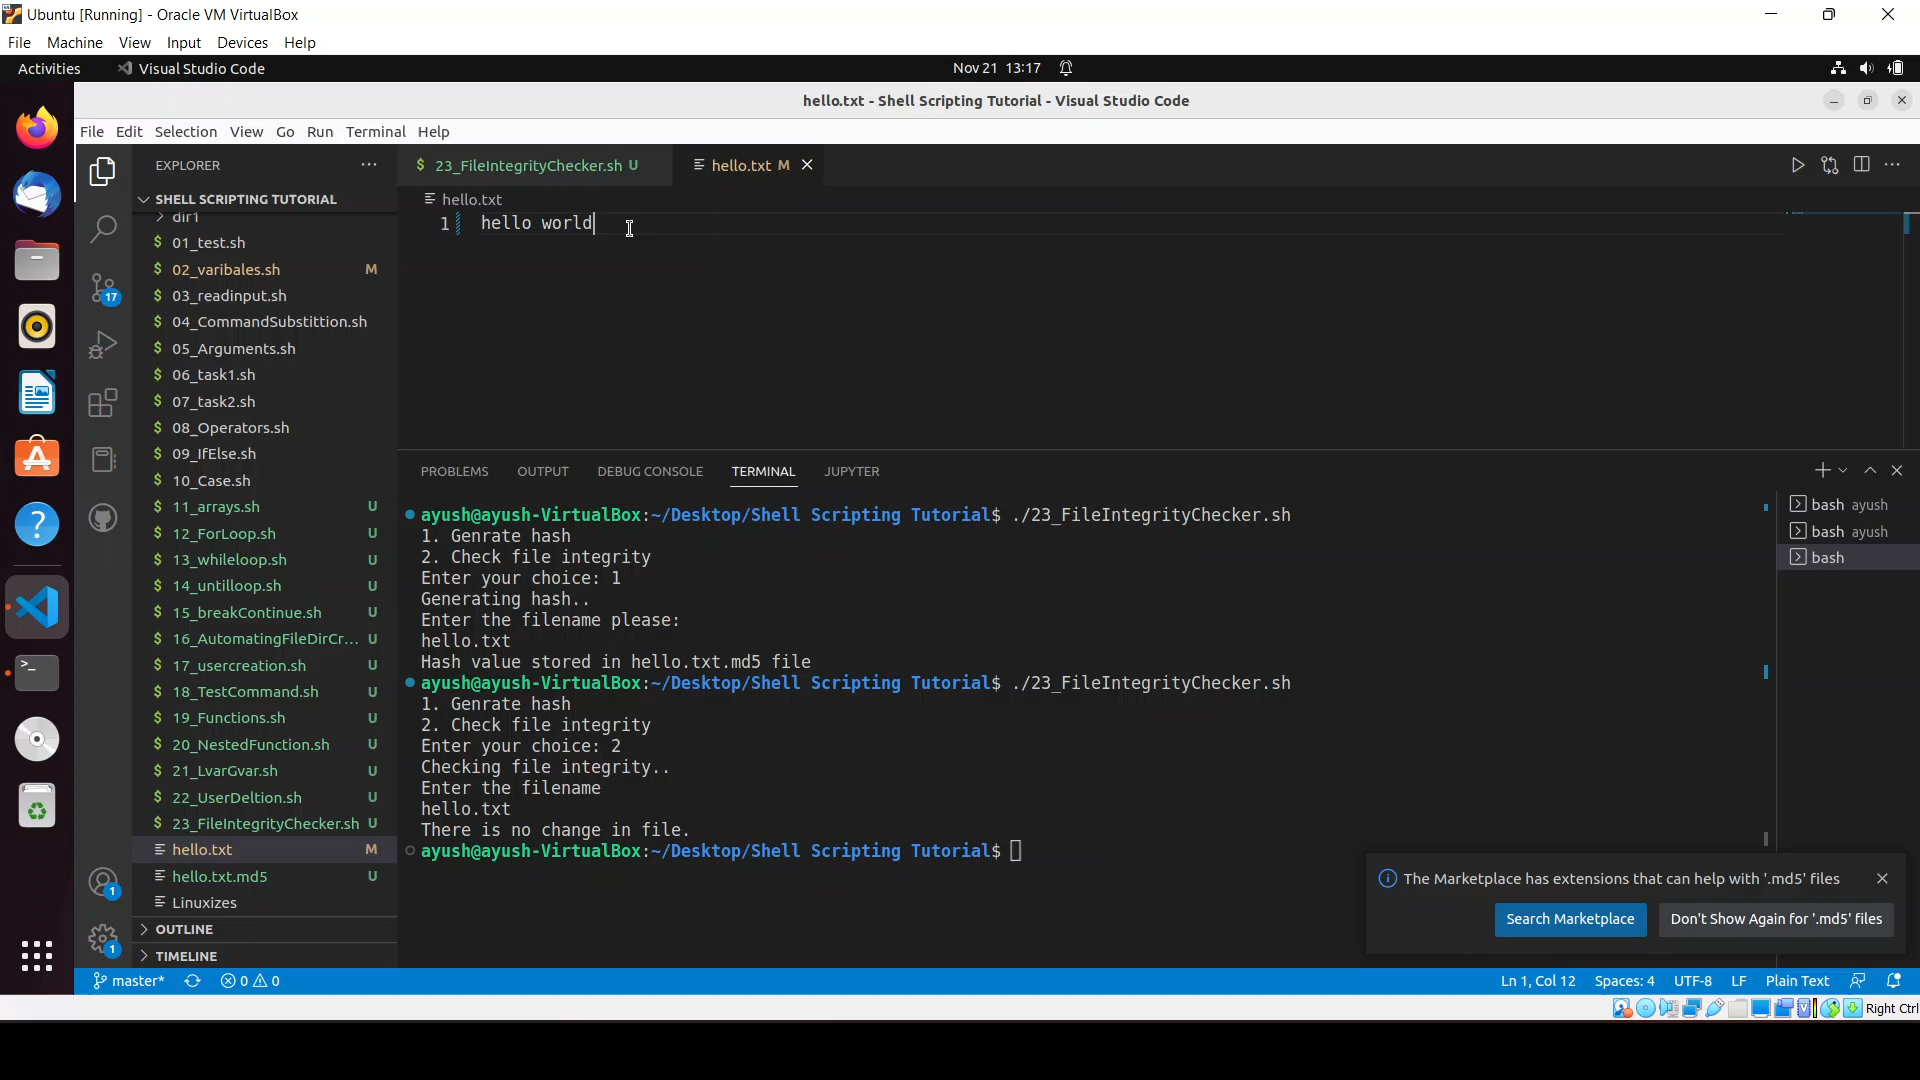 Ubuntu [Running] - Oracle VM VirtualBox
File Machine View Input Devices Help
Activities Visual Studio Code Nov 21 13:17
hello.txt - Shell Scripting Tutorial - Visual Studio Code
File Edit Selection View Go Run Terminal Help
EXPLORER
SHELL SCRIPTING TUTORIAL
dir1
$ 01_test.sh
$ 02_varibales.sh M
$ 03_readinput.sh
$ 04_CommandSubstittion.sh
$ 05_Arguments.sh
$ 06_task1.sh
$ 07_task2.sh
$ 08_Operators.sh
$ 09_IfElse.sh
$ 10_Case.sh
$ 11_arrays.sh U
$ 12_ForLoop.sh U
$ 13_whileloop.sh U
$ 14_untilloop.sh U
$ 15_breakContinue.sh U
$ 16_AutomatingFileDirCr... U
$ 17_usercreation.sh U
$ 18_TestCommand.sh U
$ 19_Functions.sh U
$ 20_NestedFunction.sh U
$ 21_LvarGvar.sh U
$ 22_UserDeltion.sh U
$ 23_FileIntegrityChecker.sh U
hello.txt M
hello.txt.md5 U
Linuxizes
OUTLINE
TIMELINE
17
1
1
$ 23_FileIntegrityChecker.sh U hello.txt M
hello.txt
1 hello world
PROBLEMS OUTPUT DEBUG CONSOLE TERMINAL JUPYTER
ayush@ayush-VirtualBox:~/Desktop/Shell Scripting Tutorial$ ./23_FileIntegrityChecker.sh
1. Genrate hash
2. Check file integrity
Enter your choice: 1
Generating hash..
Enter the filename please:
hello.txt
Hash value stored in hello.txt.md5 file
ayush@ayush-VirtualBox:~/Desktop/Shell Scripting Tutorial$ ./23_FileIntegrityChecker.sh
1. Genrate hash
2. Check file integrity
Enter your choice: 2
Checking file integrity..
Enter the filename
hello.txt
There is no change in file.
ayush@ayush-VirtualBox:~/Desktop/Shell Scripting Tutorial$
bash ayush
bash ayush
bash
The Marketplace has extensions that can help with '.md5' files
Search Marketplace Don't Show Again for '.md5' files
master* 0 0 Ln 1, Col 12 Spaces: 4 UTF-8 LF Plain Text
Right Ctrl